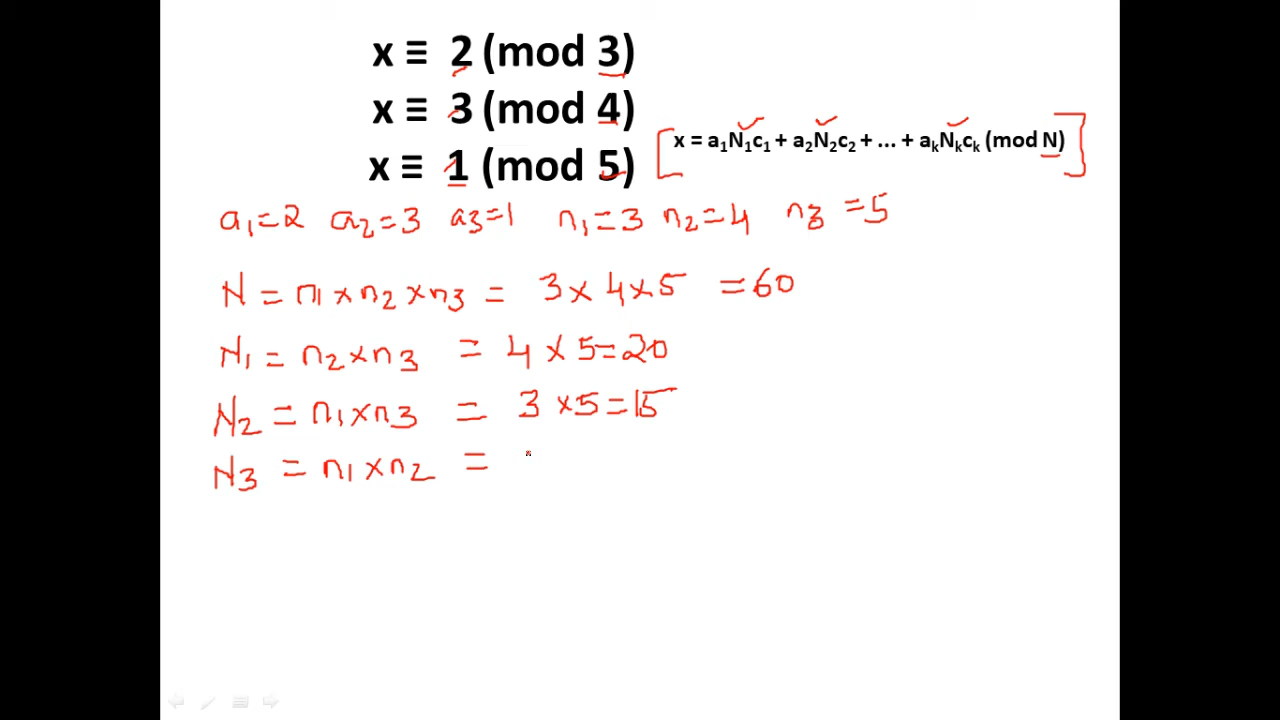 x ≡ 2 (mod 3)
x ≡ 3 (mod 4)
x = a₁N₁c₁ + a₂N₂c₂ + ... + aₖNₖcₖ (mod N)
x ≡ 1 (mod 5)
a₁=2 a₂=3 a₃=1 n₁=3 n₂=4 n₃=5
N = n₁×n₂×n₃ = 3×4×5 =60
N₁ = n₂×n₃ = 4×5=20
N₂ = n₁×n₃ = 3×5=15
N₃ = n₁×n₂ =